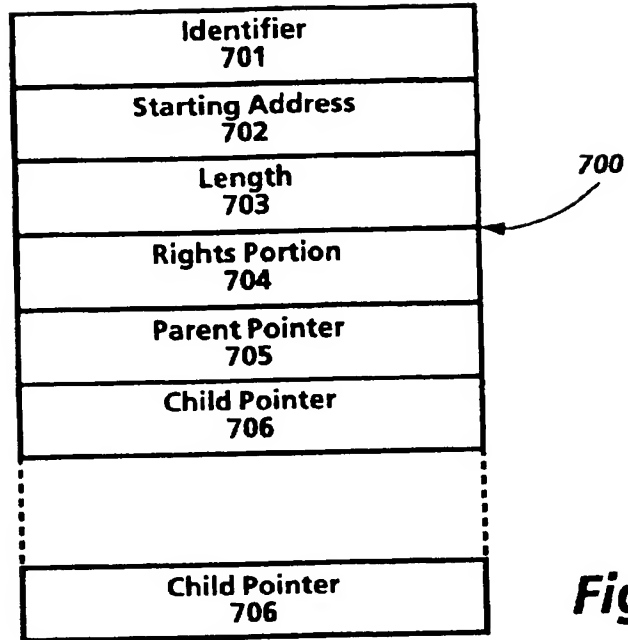 Identifier
701
Starting Address
702
Length
703
700
Rights Portion
704
Parent Pointer
705
Child Pointer
706
Child Pointer
706
Fig